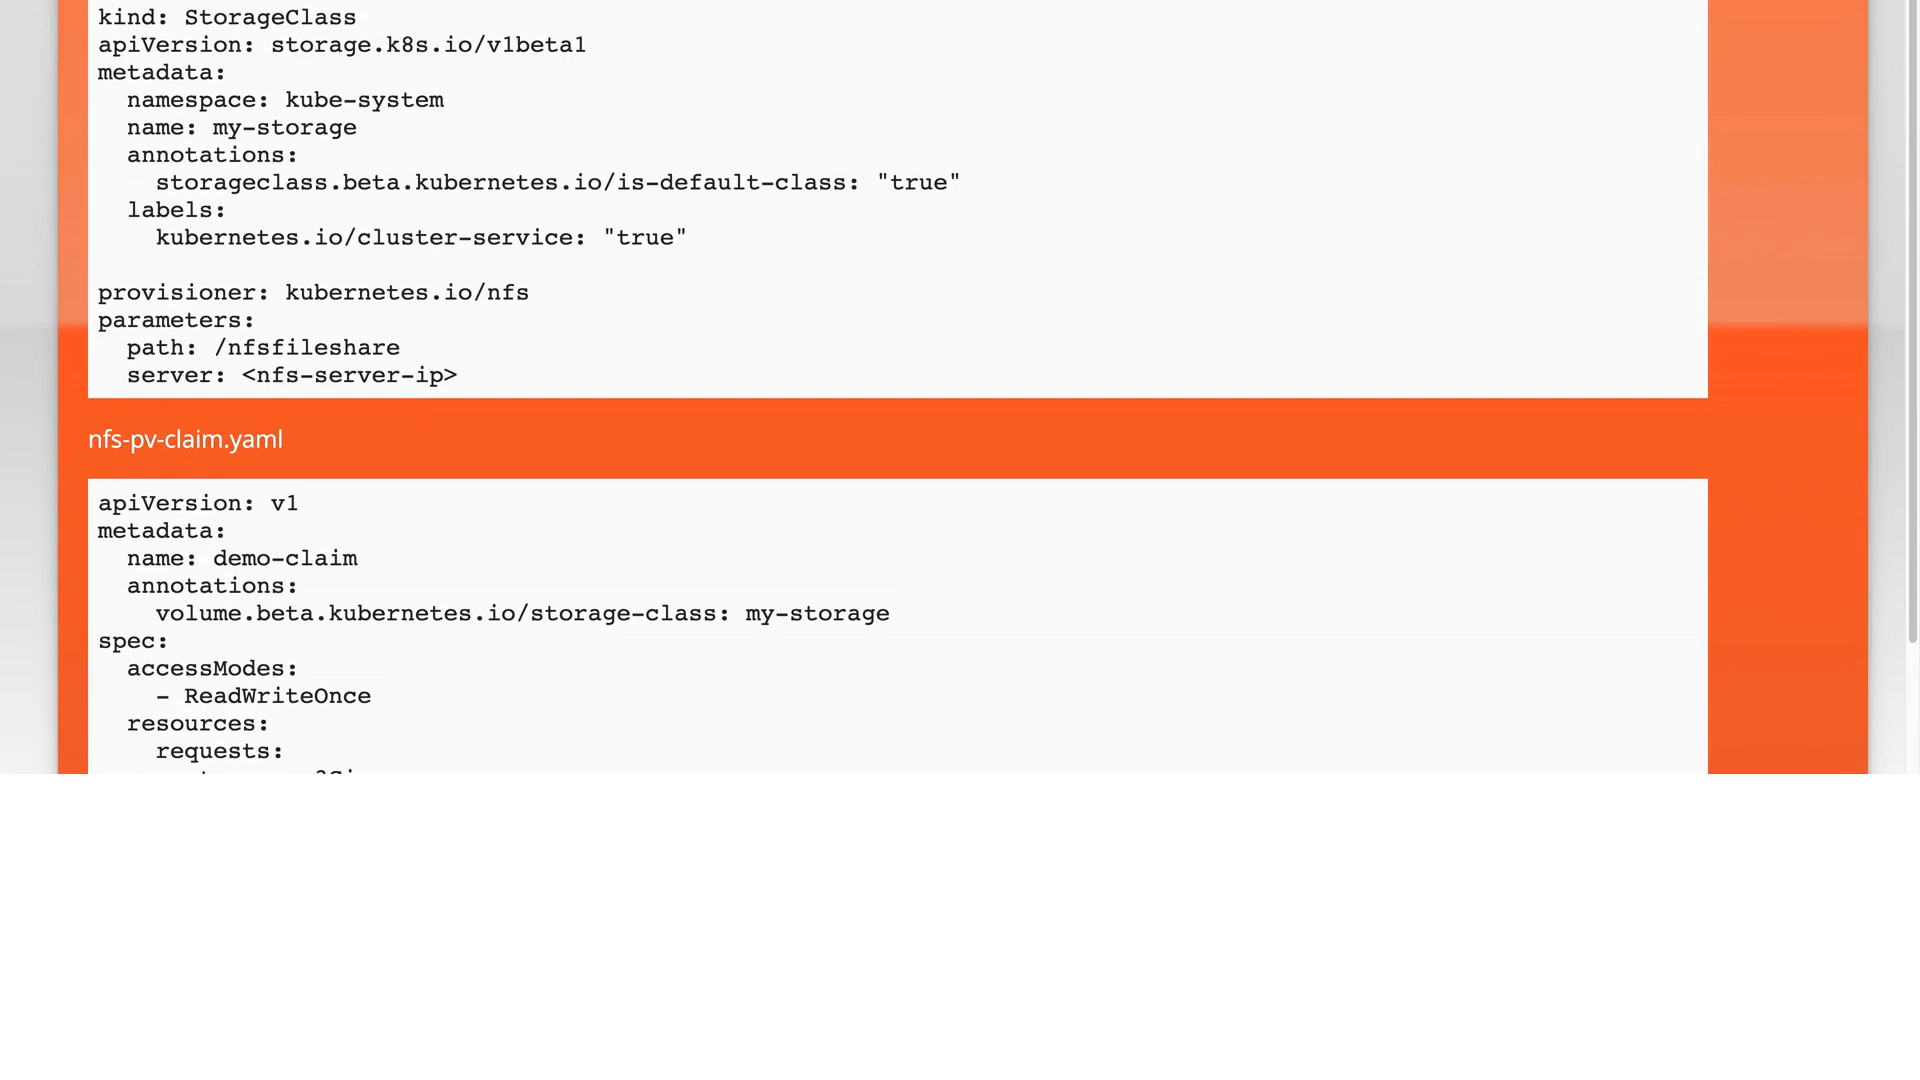 kind: StorageClass
apiVersion: storage.k8s.io/v1beta1
metadata:
  namespace: kube-system
  name: my-storage
  annotations:
    storageclass.beta.kubernetes.io/is-default-class: "true"
  labels:
    kubernetes.io/cluster-service: "true"

provisioner: kubernetes.io/nfs
parameters:
  path: /nfsfileshare
  server: <nfs-server-ip>
nfs-pv-claim.yaml
apiVersion: v1
metadata:
  name: demo-claim
  annotations:
    volume.beta.kubernetes.io/storage-class: my-storage
spec:
  accessModes:
    - ReadWriteOnce
  resources:
    requests: